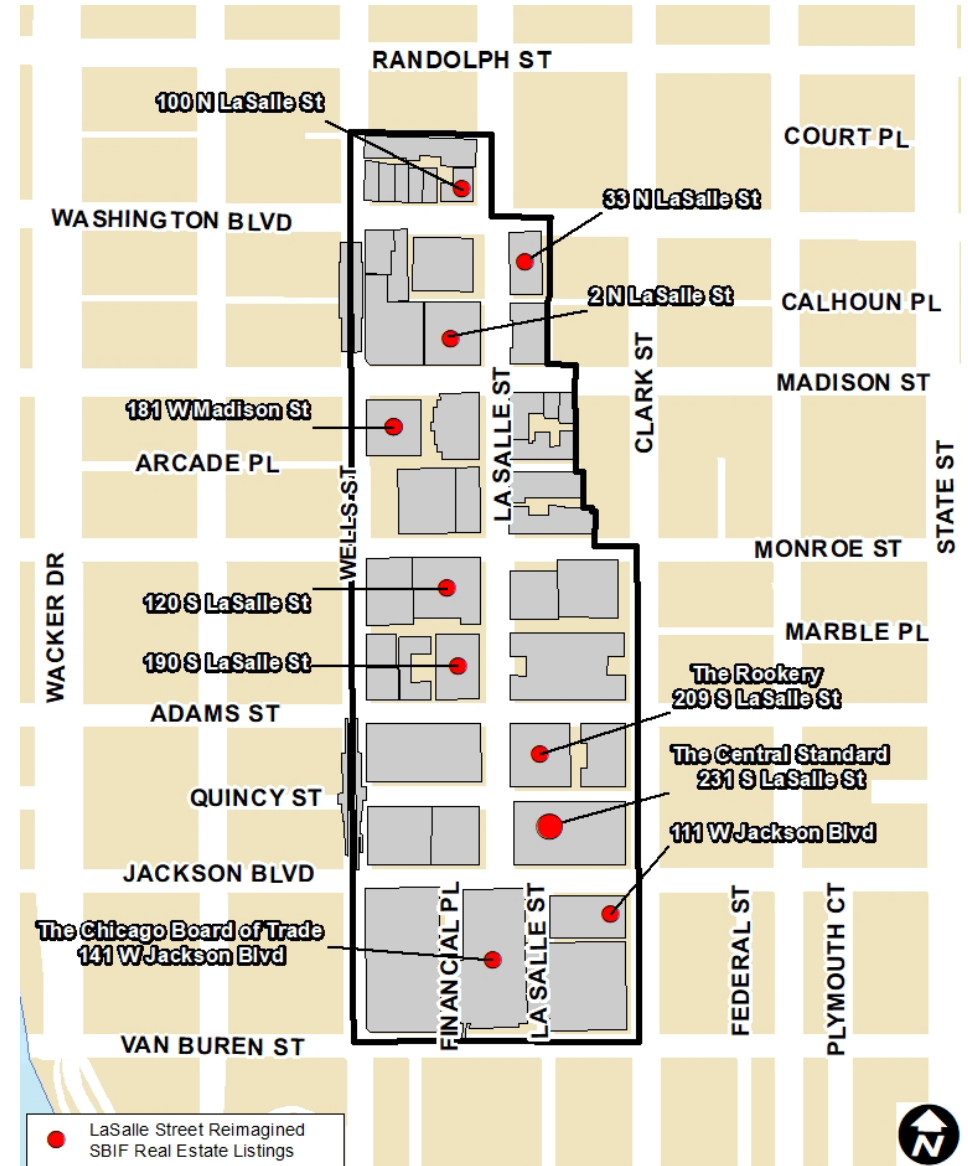 RANDOLPH ST
100 N LaSalle St
COURT PL
33 N LaSalle St
WASHINGTON BLVD
2 N LaSalle St
CALHOUN PL
CLARK ST
MADISON ST
LA SALLE ST
181 W Madison St
ARCADE PL
STATE ST
WELLS ST
MONROE ST
WACKER DR
120 S LaSalle St
MARBLE PL
190 S LaSalle St
The Rookery
209 S LaSalle St
ADAMS ST
The Central Standard
231 S LaSalle St
QUINCY ST
111 W Jackson Blvd
JACKSON BLVD
FINANCIAL PL
LA SALLE ST
FEDERAL ST
PLYMOUTH CT
The Chicago Board of Trade
141 W Jackson Blvd
VAN BUREN ST
LaSalle Street Reimagined
SBIF Real Estate Listings
N